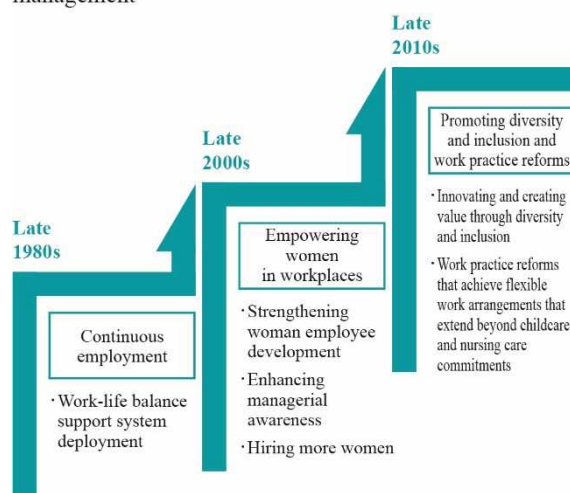 management
Late
1980s
Continuous
employment
·Work-life balance
support system
deployment
Late
2000s
Empowering
women
in workplaces
·Strengthening
woman employee
development
·Enhancing
managerial
awareness
·Hiring more women
Late
2010s
Promoting diversity
and inclusion and
work practice reforms
·Innovating and creating
value through diversity
and inclusion
·Work practice reforms
that achieve flexible
work arrangements that
extend beyond childcare
and nursing care
commitments